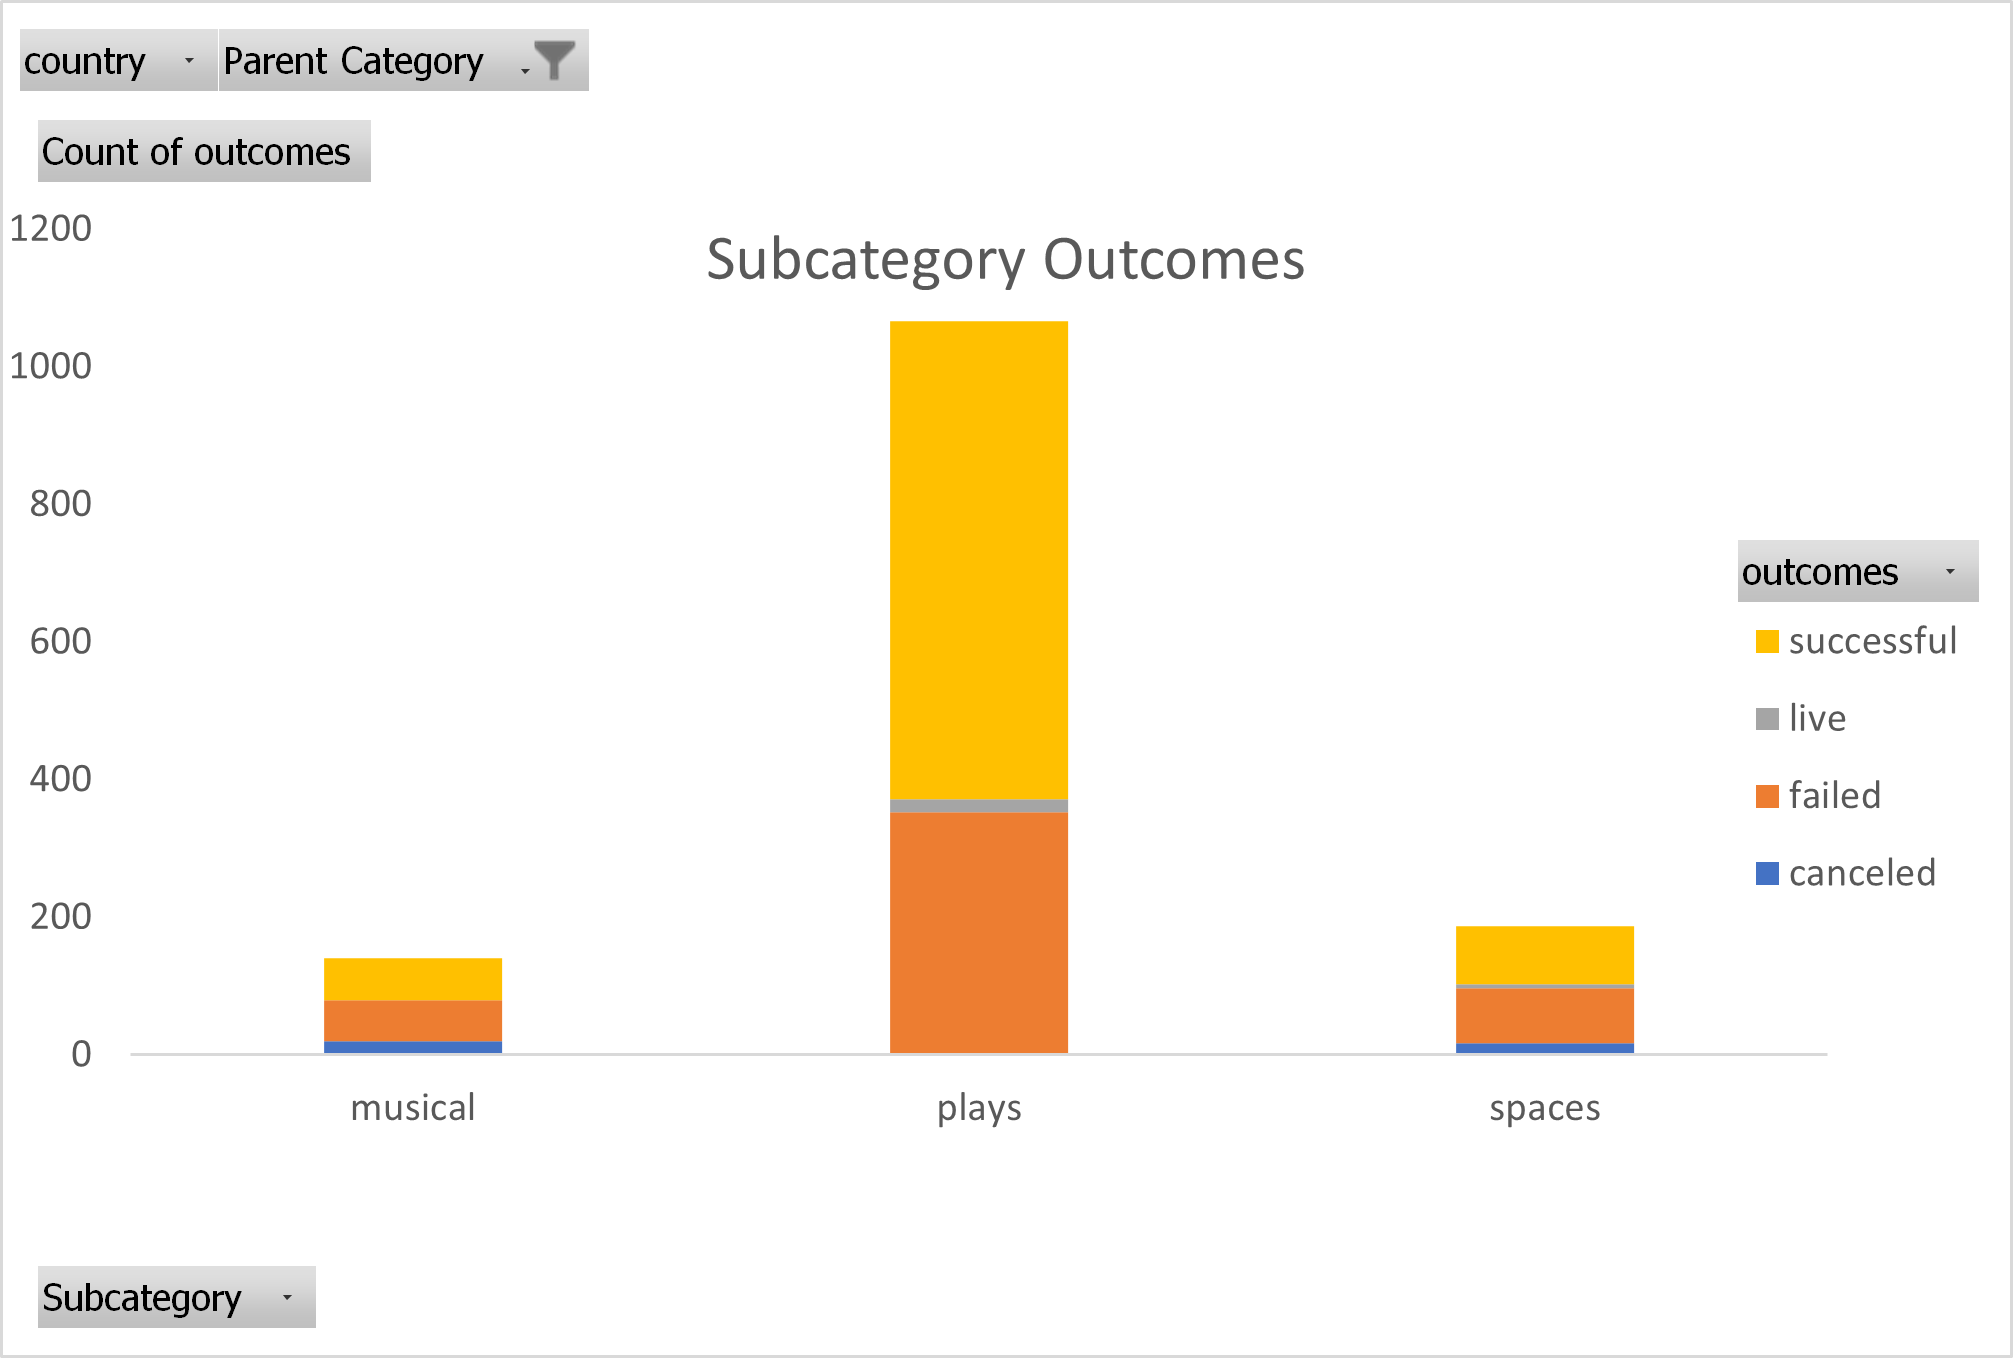 country Parent Category
Count of outcomes
Subcategory Outcomes
1200
1000
800
600
400
200
0
musical plays spaces
outcomes
successful
live
failed
canceled
Subcategory